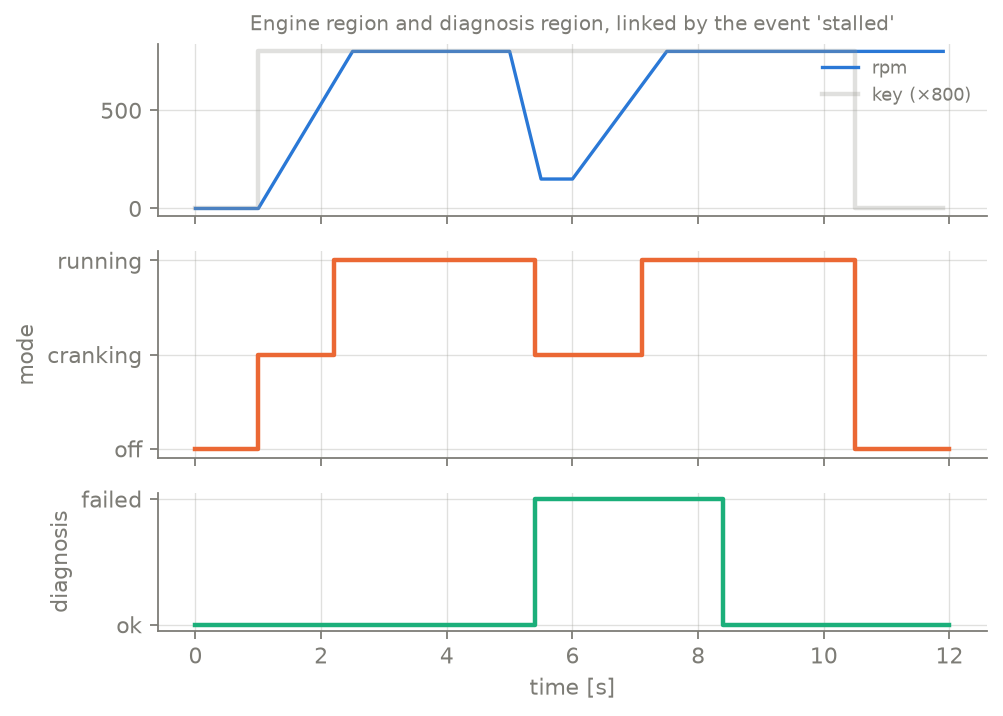 Engine region and diagnosis region, linked by the event 'stalled'
500
0
rpm
key (×800)
mode
running
cranking
off
diagnosis
failed
ok
0 2 4 6 8 10 12
time [s]